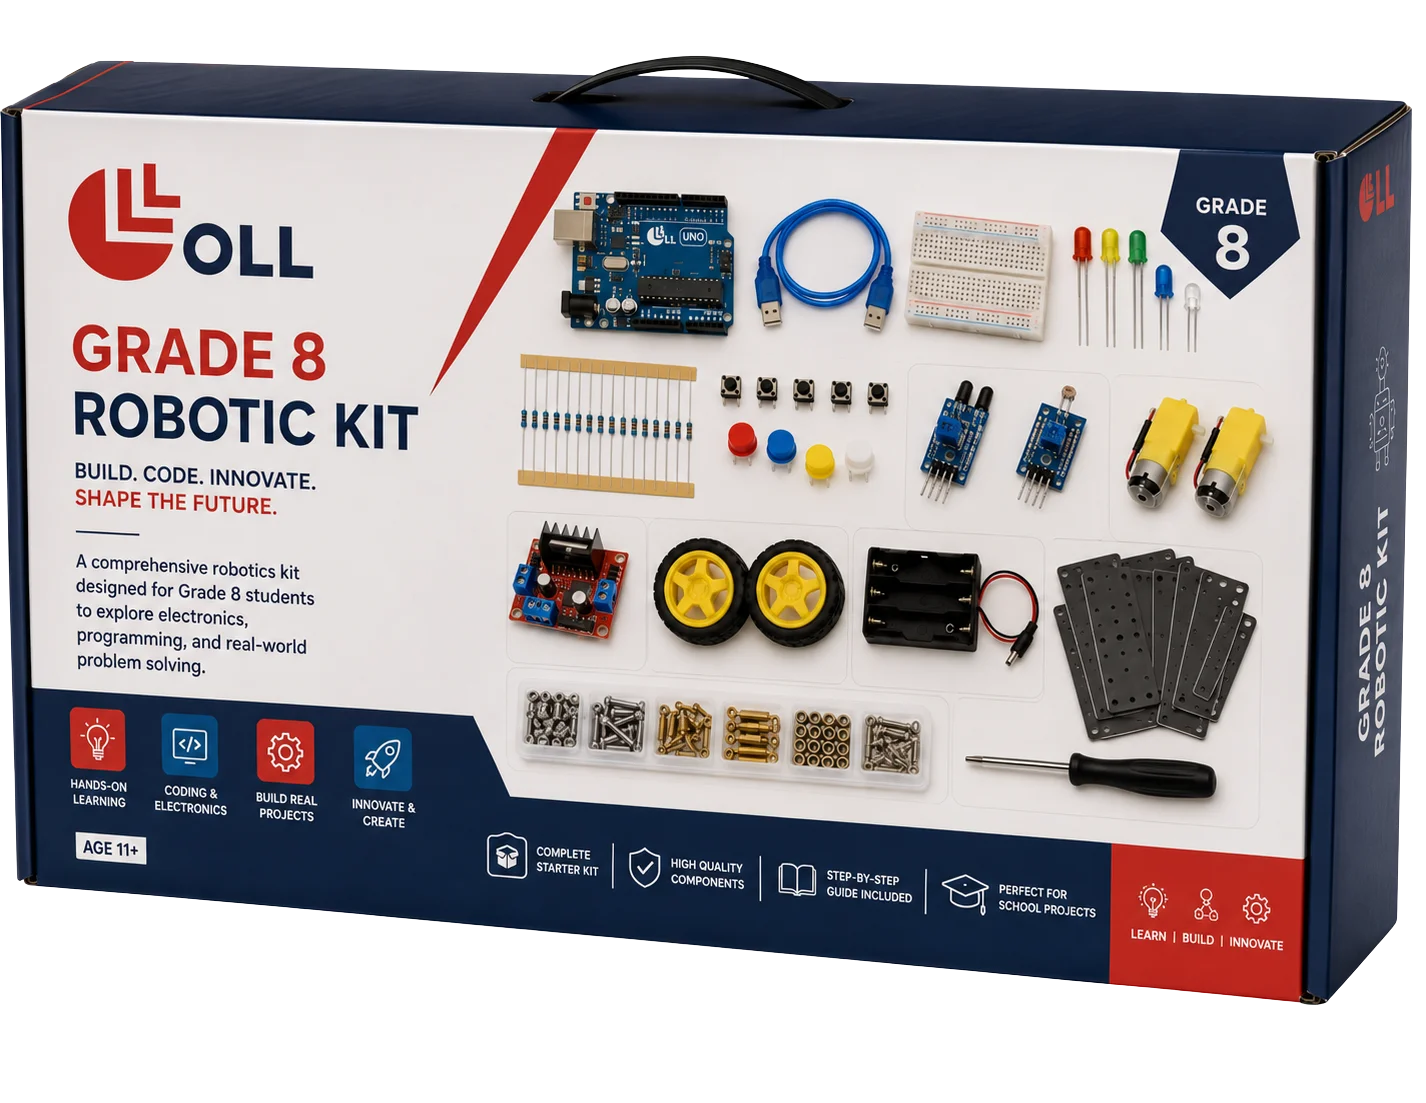 OLL
GRADE 8
ROBOTIC KIT
BUILD. CODE. INNOVATE.
SHAPE THE FUTURE.
A comprehensive robotics kit
designed for Grade 8 students
to explore electronics,
programming, and real-world
problem solving.
HANDS-ON
LEARNING
CODING &
ELECTRONICS
BUILD REAL
PROJECTS
INNOVATE &
CREATE
AGE 11+
GRADE
8
LL
UNO
COMPLETE
STARTER KIT
HIGH QUALITY
COMPONENTS
STEP-BY-STEP
GUIDE INCLUDED
PERFECT FOR
SCHOOL PROJECTS
LEARN | BUILD | INNOVATE
LL
GRADE 8
ROBOTIC KIT